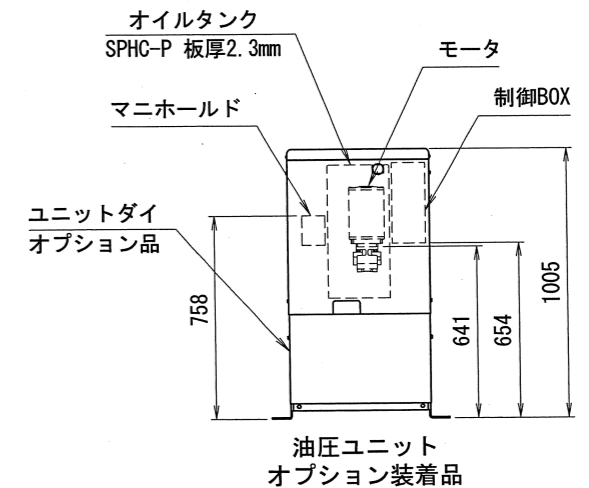 オイルタンク
SPHC-P 板厚2.3mm
モータ
制御BOX
マニホールド
ユニットダイ
オプション品
758
641
654
1005
油圧ユニット
オプション装着品